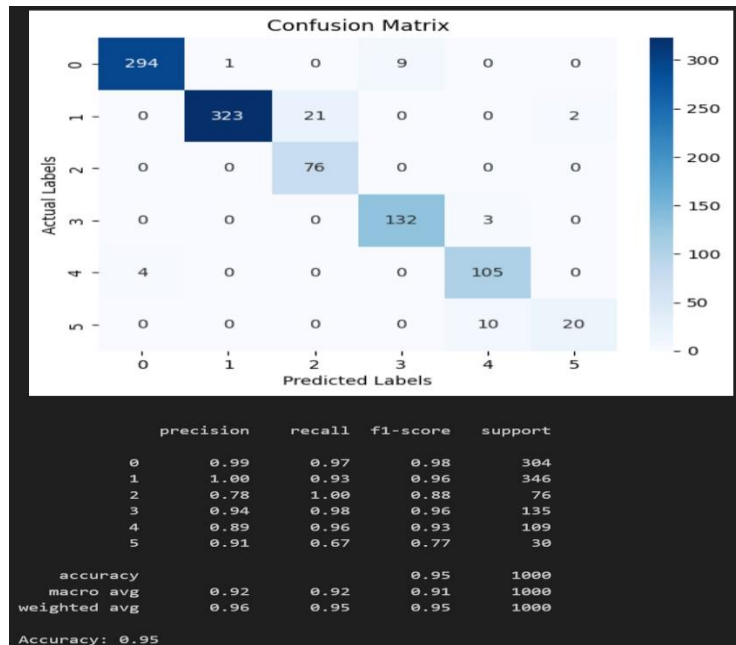 Confusion Matrix
0 294 1 0 9 0 0
1 0 323 21 0 0 2
2 0 0 76 0 0 0
3 0 0 0 132 3 0
4 4 0 0 0 105 0
5 0 0 0 0 10 20
0 1 2 3 4 5
Actual Labels
Predicted Labels
300
250
200
150
100
50
0
precision recall f1-score support
0 0.99 0.97 0.98 304
1 1.00 0.93 0.96 346
2 0.78 1.00 0.88 76
3 0.94 0.98 0.96 135
4 0.89 0.96 0.93 109
5 0.91 0.67 0.77 30
accuracy 0.95 1000
macro avg 0.92 0.92 0.91 1000
weighted avg 0.96 0.95 0.95 1000
Accuracy: 0.95